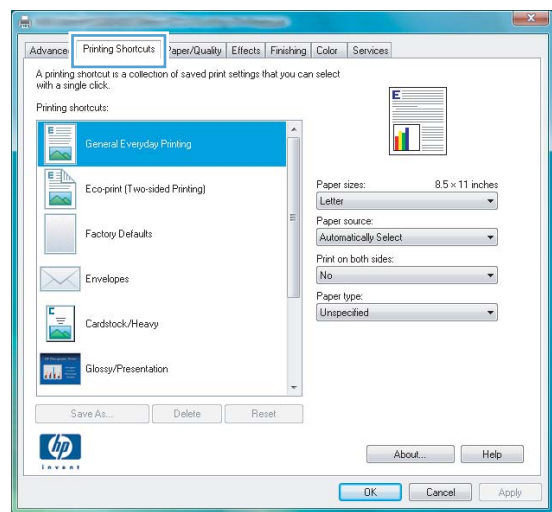 Advance Printing Shortcuts Paper/Quality Effects Finishing Color Services
A printing shortcut is a collection of saved print settings that you can select
with a single click.
Printing shortcuts:
E
General Everyday Printing
Eco-print (Two-sided Printing)
Factory Defaults
Envelopes
Cardstock/Heavy
Glossy/Presentation
Save As... Delete Reset
E
Paper sizes: 8.5 × 11 inches
Letter
Paper source:
Automatically Select
Print on both sides:
No
Paper type:
Unspecified
hp
invent
About... Help
OK Cancel Apply